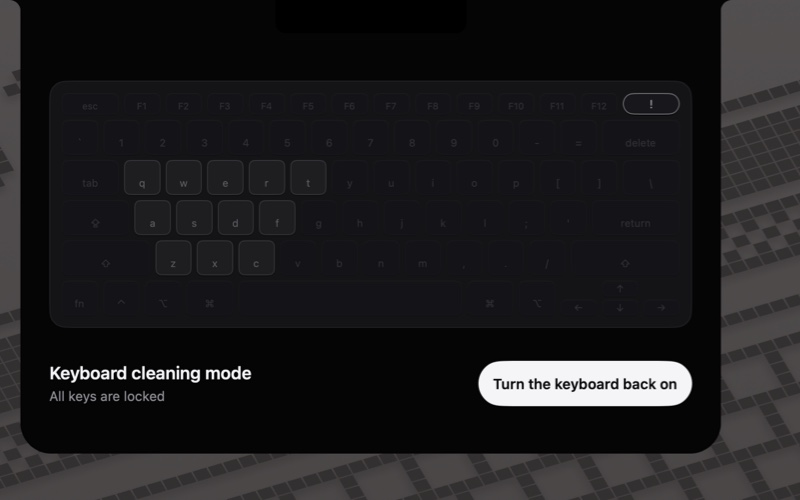 esc F1 F2 F3 F4 F5 F6 F7 F8 F9 F10 F11 F12 !
` 1 2 3 4 5 6 7 8 9 0 - = delete
tab q w e r t y u i o p [ ] \
a s d f g h j k l ; ' return
z x c v b n m , . /
fn ^ ⌥ ⌘ ⌘ ⌥ ← ↑ ↓ →
Keyboard cleaning mode
All keys are locked
Turn the keyboard back on